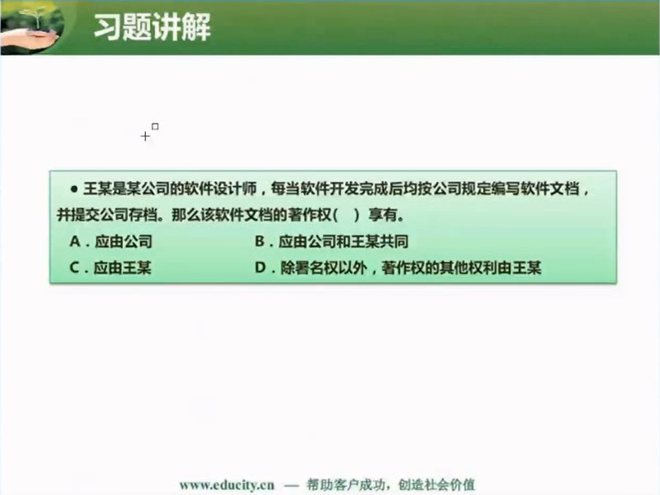 习题讲解
● 王某是某公司的软件设计师，每当软件开发完成后均按公司规定编写软件文档，
并提交公司存档。那么该软件文档的著作权（ ）享有。
A．应由公司 B．应由公司和王某共同
C．应由王某 D．除署名权以外，著作权的其他权利由王某
www.educity.cn — 帮助客户成功，创造社会价值